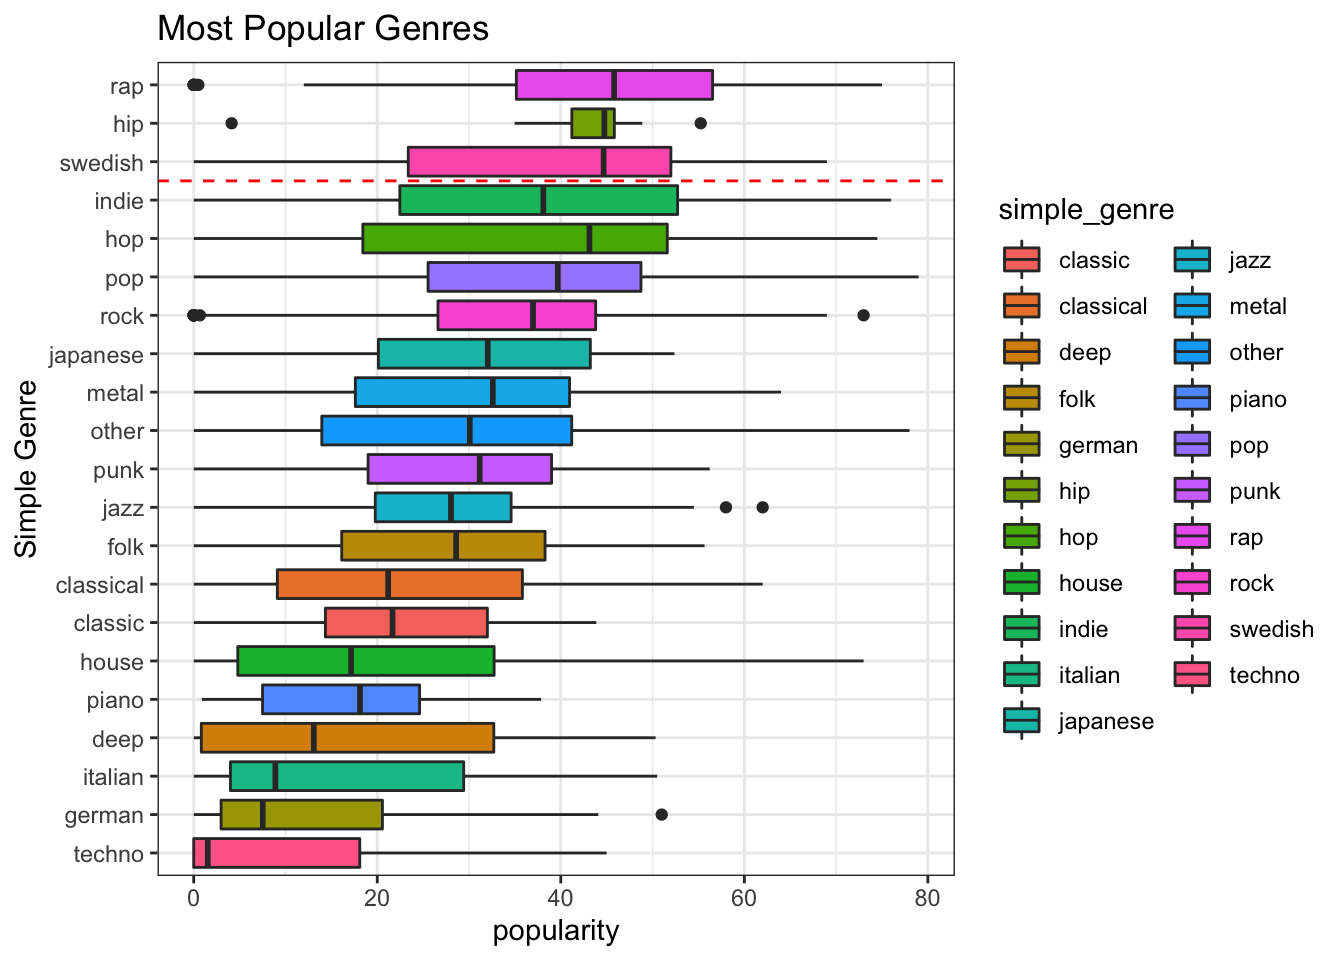 Most Popular Genres
rap
hip
swedish
indie
hop
pop
rock
japanese
metal
other
punk
jazz
folk
classical
classic
house
piano
deep
italian
german
techno
Simple Genre
0 20 40 60 80
popularity
simple_genre
classic
classical
deep
folk
german
hip
hop
house
indie
italian
japanese
jazz
metal
other
piano
pop
punk
rap
rock
swedish
techno